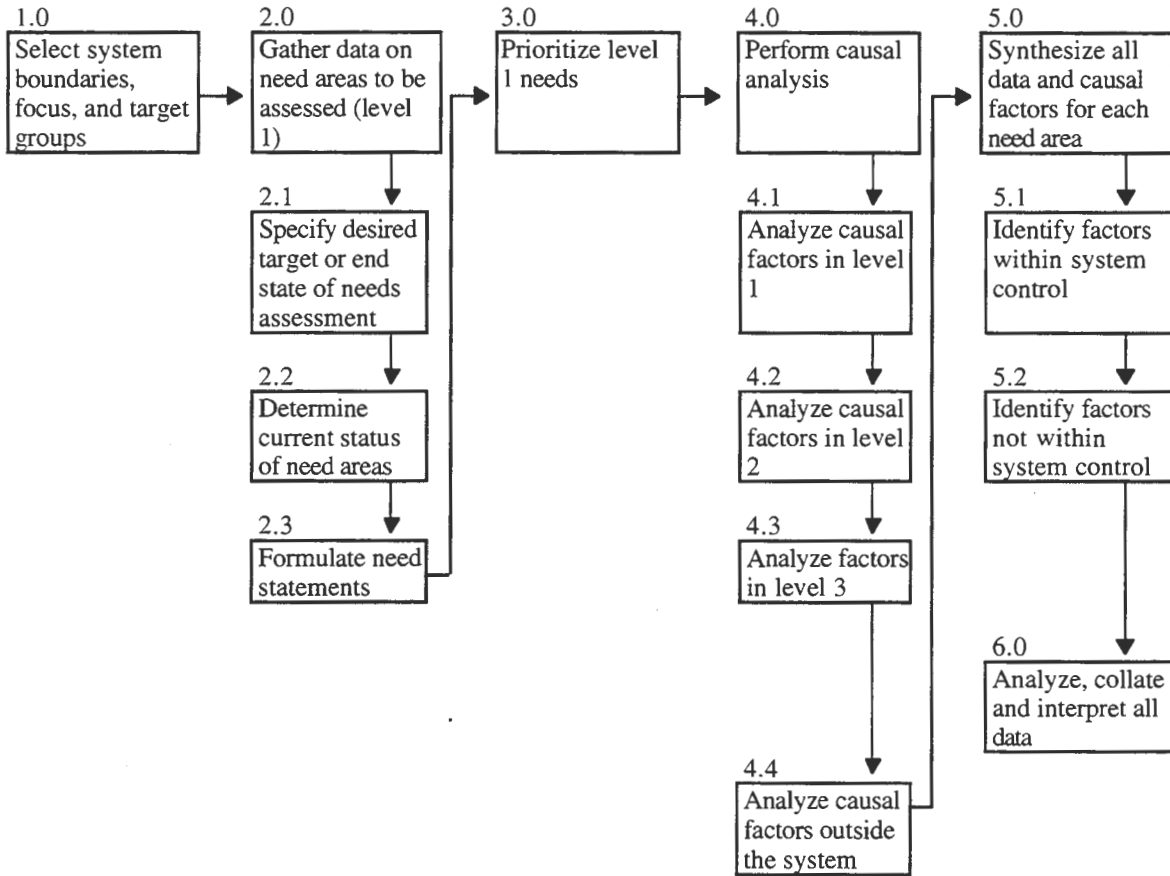 1.0
Select system
boundaries,
focus, and target
groups
2.0
Gather data on
need areas to be
assessed (level
1)
2.1
Specify desired
target or end
state of needs
assessment
2.2
Determine
current status
of need areas
2.3
Formulate need
statements
3.0
Prioritize level
1 needs
4.0
Perform causal
analysis
4.1
Analyze causal
factors in level
1
4.2
Analyze causal
factors in level
2
4.3
Analyze factors
in level 3
4.4
Analyze causal
factors outside
the system
5.0
Synthesize all
data and causal
factors for each
need area
5.1
Identify factors
within system
control
5.2
Identify factors
not within
system control
6.0
Analyze, collate
and interpret all
data